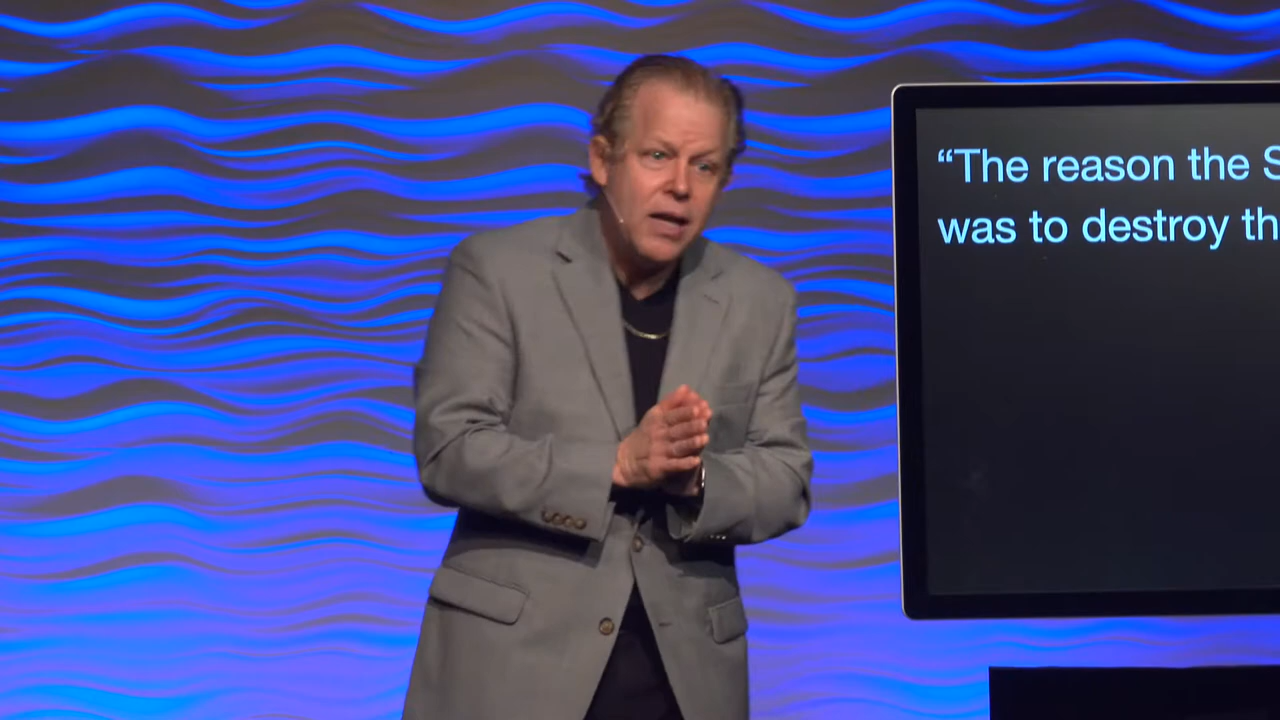 “The reason the S
was to destroy th